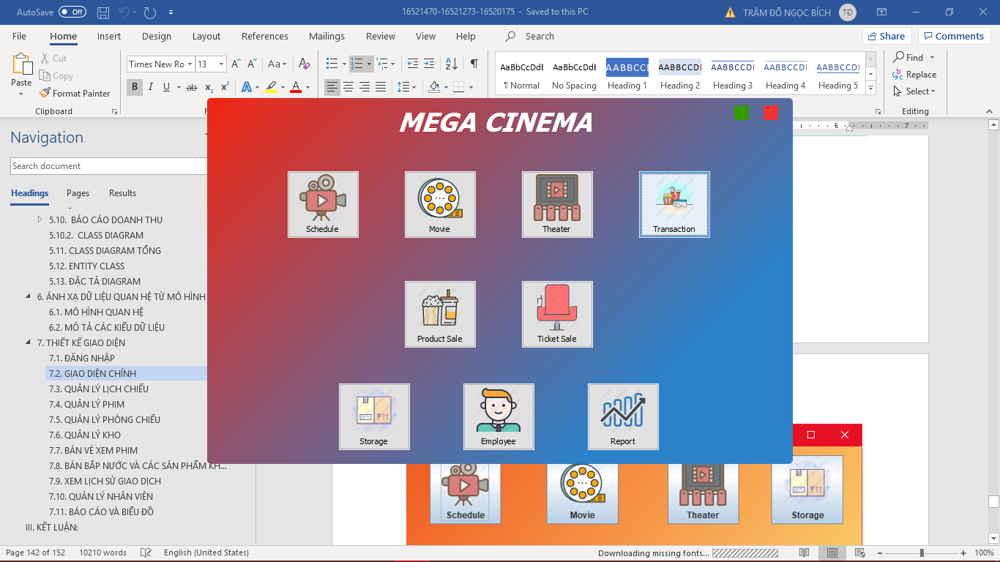 AutoSave Off 16521470-16521273-16520175 - Saved to this PC TRÂM ĐỖ NGỌC BÍCH TĐ
File Home Insert Design Layout References Mailings Review View Help Search Share Comments
Paste Cut Copy Format Painter
Clipboard
Times New Ro 13
AaBbCcDdE AaBbCcDdE AABBCCD AABBCCDI AABBCCDI AABBCCDI AABBCCDI
¶ Normal No Spacing Heading 1 Heading 2 Heading 3 Heading 4 Heading 5
Find
Replace
Select
Editing
6 7
Navigation
Search document
Headings Pages Results
5.10. BÁO CÁO DOANH THU
5.10.2. CLASS DIAGRAM
5.11. CLASS DIAGRAM TỔNG
5.12. ENTITY CLASS
5.13. ĐẶC TẢ DIAGRAM
6. ÁNH XẠ DỮ LIỆU QUAN HỆ TỪ MÔ HÌNH
6.1. MÔ HÌNH QUAN HỆ
6.2. MÔ TẢ CÁC KIỂU DỮ LIỆU
7. THIẾT KẾ GIAO DIỆN
7.1. ĐĂNG NHẬP
7.2. GIAO DIỆN CHÍNH
7.3. QUẢN LÝ LỊCH CHIẾU
7.4. QUẢN LÝ PHIM
7.5. QUẢN LÝ PHÒNG CHIẾU
7.6. QUẢN LÝ KHO
7.7. BÁN VÉ XEM PHIM
7.8. BÁN BẮP NƯỚC VÀ CÁC SẢN PHẨM KH...
7.9. XEM LỊCH SỬ GIAO DỊCH
7.10. QUẢN LÝ NHÂN VIÊN
7.11. BÁO CÁO VÀ BIỂU ĐỒ
III. KẾT LUẬN:
MEGA CINEMA
Schedule Movie Theater Transaction
Product Sale Ticket Sale
Storage Employee Report
Schedule Movie Theater Storage
Page 142 of 152 10210 words English (United States) Downloading missing fonts... 100%